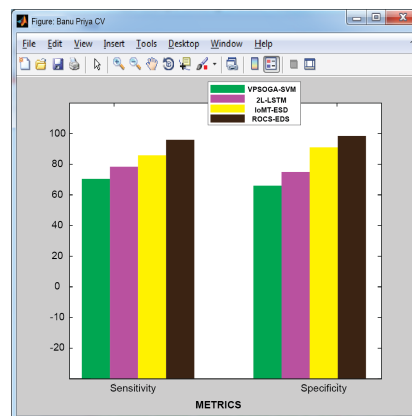 Figure: Banu Priya CV
File Edit View Insert Tools Desktop Window Help
VPSOGA-SVM
2L-LSTM
IoMT-ESD
ROCS-EDS
100
80
60
40
20
0
-10
-20
Sensitivity Specificity
METRICS